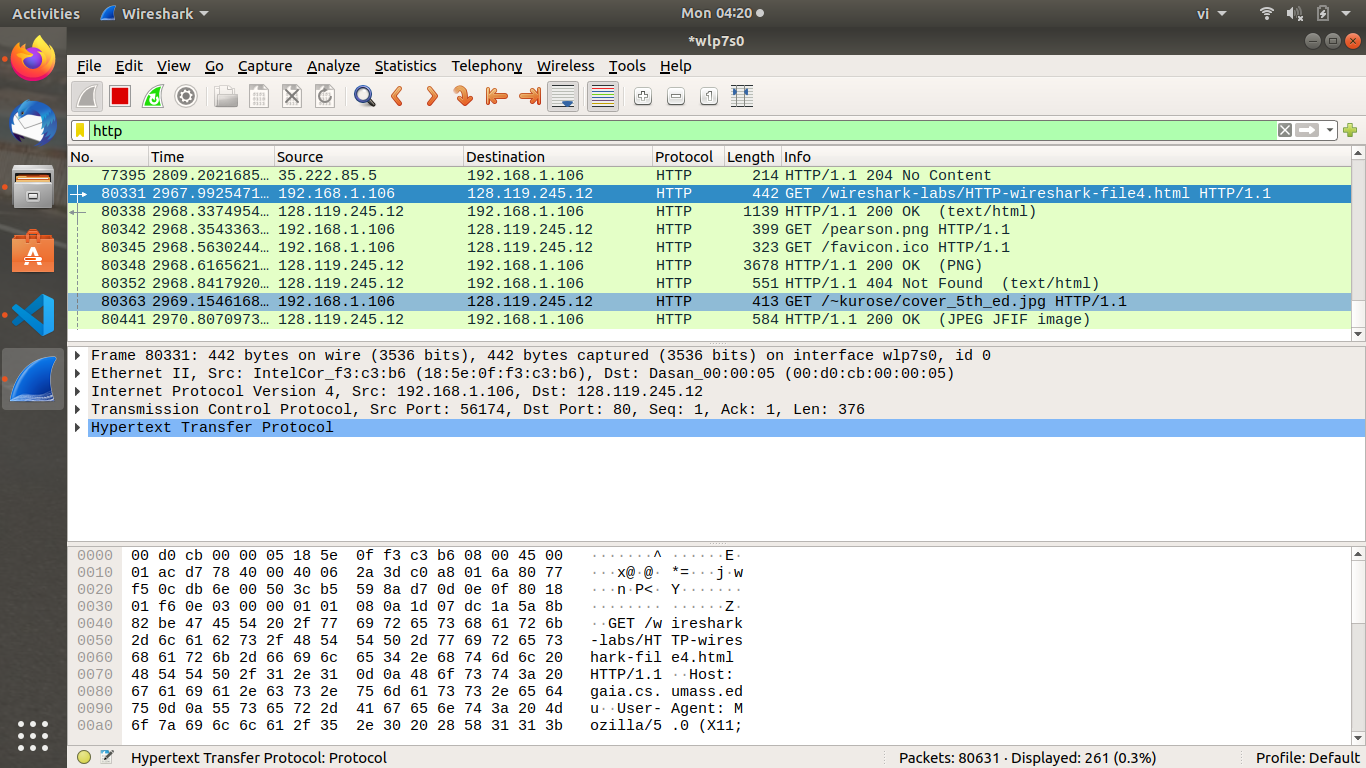 Activities Wireshark Mon 04:20 vi
*wlp7s0
File Edit View Go Capture Analyze Statistics Telephony Wireless Tools Help
http
No. Time Source Destination Protocol Length Info
77395 2809.2021685… 35.222.85.5 192.168.1.106 HTTP 214 HTTP/1.1 204 No Content
80331 2967.9925471… 192.168.1.106 128.119.245.12 HTTP 442 GET /wireshark-labs/HTTP-wireshark-file4.html HTTP/1.1
80338 2968.3374954… 128.119.245.12 192.168.1.106 HTTP 1139 HTTP/1.1 200 OK (text/html)
80342 2968.3543363… 192.168.1.106 128.119.245.12 HTTP 399 GET /pearson.png HTTP/1.1
80345 2968.5630244… 192.168.1.106 128.119.245.12 HTTP 323 GET /favicon.ico HTTP/1.1
80348 2968.6165621… 128.119.245.12 192.168.1.106 HTTP 3678 HTTP/1.1 200 OK (PNG)
80352 2968.8417920… 128.119.245.12 192.168.1.106 HTTP 551 HTTP/1.1 404 Not Found (text/html)
80363 2969.1546168… 192.168.1.106 128.119.245.12 HTTP 413 GET /~kurose/cover_5th_ed.jpg HTTP/1.1
80441 2970.8070973… 128.119.245.12 192.168.1.106 HTTP 584 HTTP/1.1 200 OK (JPEG JFIF image)
Frame 80331: 442 bytes on wire (3536 bits), 442 bytes captured (3536 bits) on interface wlp7s0, id 0
Ethernet II, Src: IntelCor_f3:c3:b6 (18:5e:0f:f3:c3:b6), Dst: Dasan_00:00:05 (00:d0:cb:00:00:05)
Internet Protocol Version 4, Src: 192.168.1.106, Dst: 128.119.245.12
Transmission Control Protocol, Src Port: 56174, Dst Port: 80, Seq: 1, Ack: 1, Len: 376
Hypertext Transfer Protocol
0000 00 d0 cb 00 00 05 18 5e 0f f3 c3 b6 08 00 45 00 ·······^ ······E·
0010 01 ac d7 78 40 00 40 06 2a 3d c0 a8 01 6a 80 77 ···x@·@· *=···j·w
0020 f5 0c db 6e 00 50 3c b5 59 8a d7 0d 0e 0f 80 18 ···n·P<· Y·······
0030 01 f6 0e 03 00 00 01 01 08 0a 1d 07 dc 1a 5a 8b ········ ······Z·
0040 82 be 47 45 54 20 2f 77 69 72 65 73 68 61 72 6b ··GET /w ireshark
0050 2d 6c 61 62 73 2f 48 54 54 50 2d 77 69 72 65 73 -labs/HT TP-wires
0060 68 61 72 6b 2d 66 69 6c 65 34 2e 68 74 6d 6c 20 hark-fil e4.html
0070 48 54 54 50 2f 31 2e 31 0d 0a 48 6f 73 74 3a 20 HTTP/1.1 ··Host:
0080 67 61 69 61 2e 63 73 2e 75 6d 61 73 73 2e 65 64 gaia.cs. umass.ed
0090 75 0d 0a 55 73 65 72 2d 41 67 65 6e 74 3a 20 4d u··User- Agent: M
00a0 6f 7a 69 6c 6c 61 2f 35 2e 30 20 28 58 31 31 3b ozilla/5 .0 (X11;
Hypertext Transfer Protocol: Protocol Packets: 80631 · Displayed: 261 (0.3%) Profile: Default